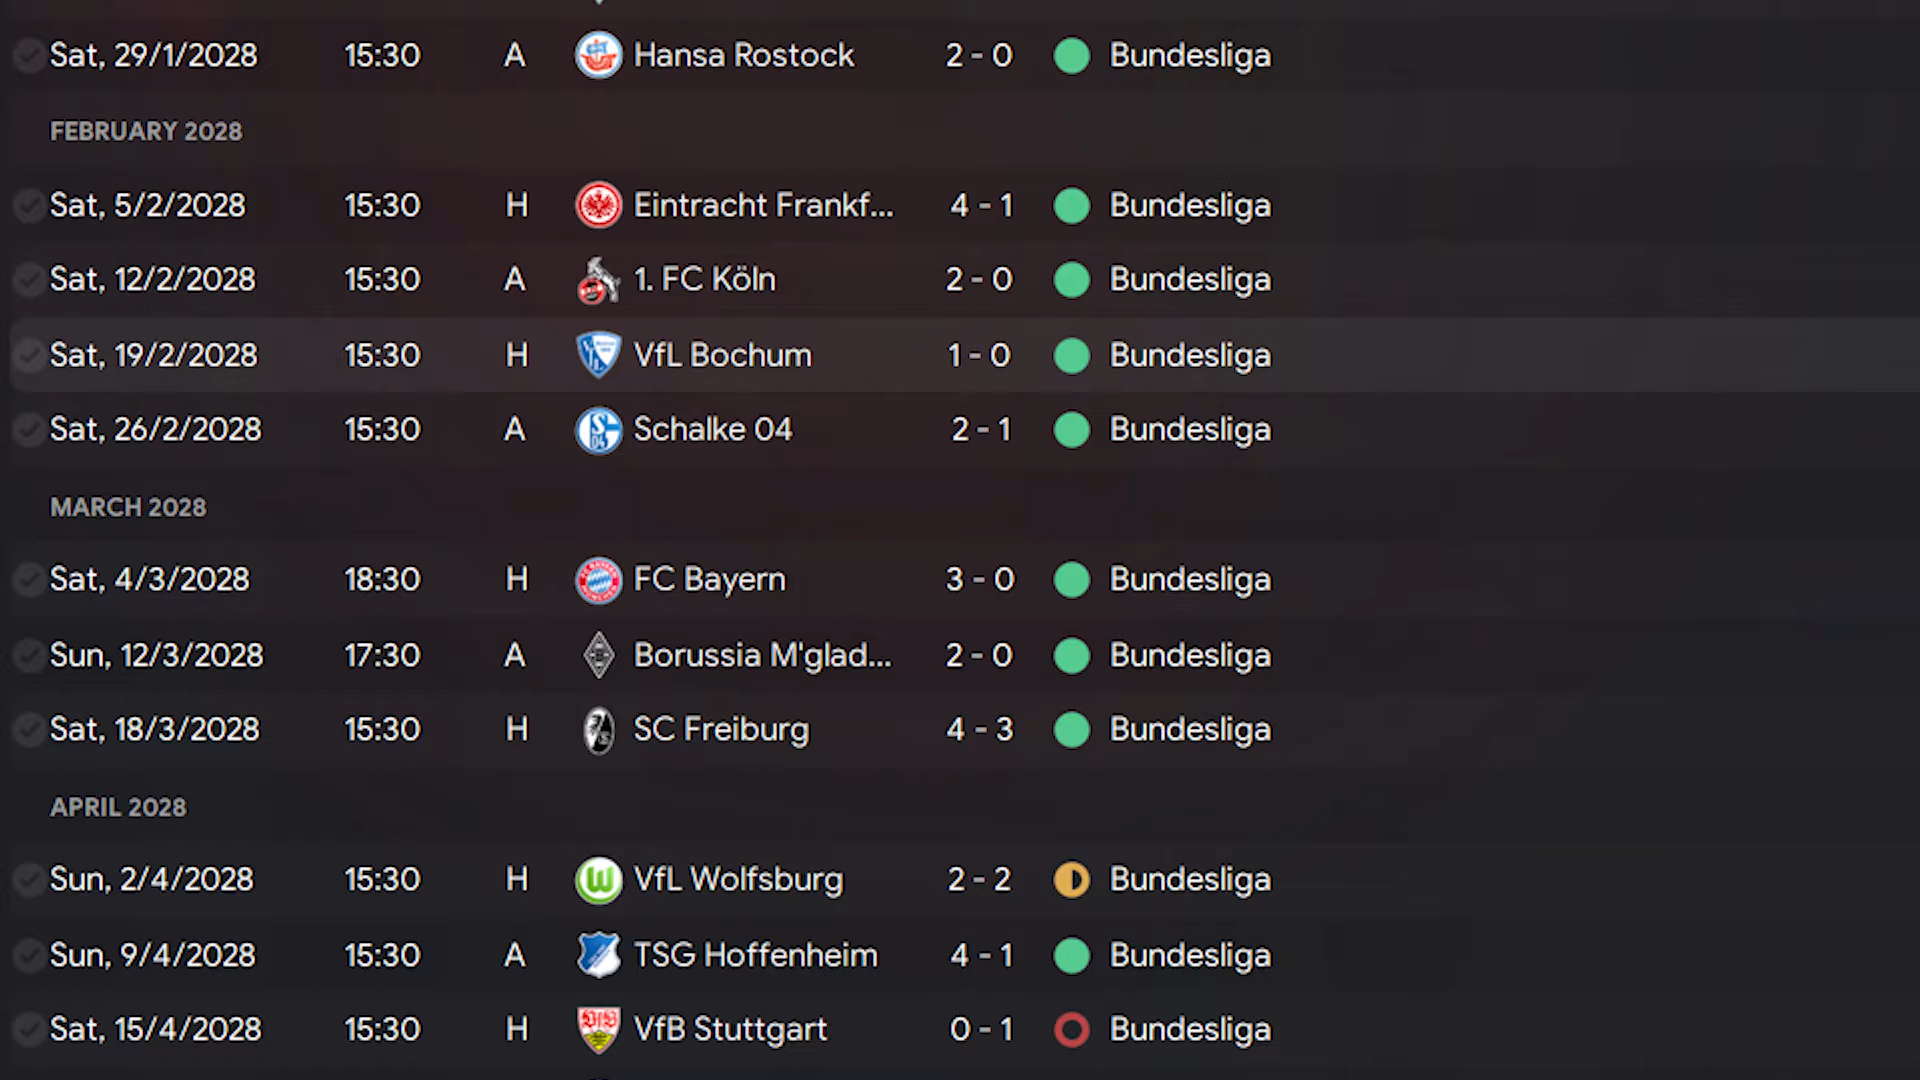 Sat, 29/1/2028 15:30 A Hansa Rostock 2 - 0 Bundesliga
FEBRUARY 2028
Sat, 5/2/2028 15:30 H Eintracht Frankf... 4 - 1 Bundesliga
Sat, 12/2/2028 15:30 A 1. FC Köln 2 - 0 Bundesliga
Sat, 19/2/2028 15:30 H VfL Bochum 1 - 0 Bundesliga
Sat, 26/2/2028 15:30 A Schalke 04 2 - 1 Bundesliga
MARCH 2028
Sat, 4/3/2028 18:30 H FC Bayern 3 - 0 Bundesliga
Sun, 12/3/2028 17:30 A Borussia M'glad... 2 - 0 Bundesliga
Sat, 18/3/2028 15:30 H SC Freiburg 4 - 3 Bundesliga
APRIL 2028
Sun, 2/4/2028 15:30 H VfL Wolfsburg 2 - 2 Bundesliga
Sun, 9/4/2028 15:30 A TSG Hoffenheim 4 - 1 Bundesliga
Sat, 15/4/2028 15:30 H VfB Stuttgart 0 - 1 Bundesliga